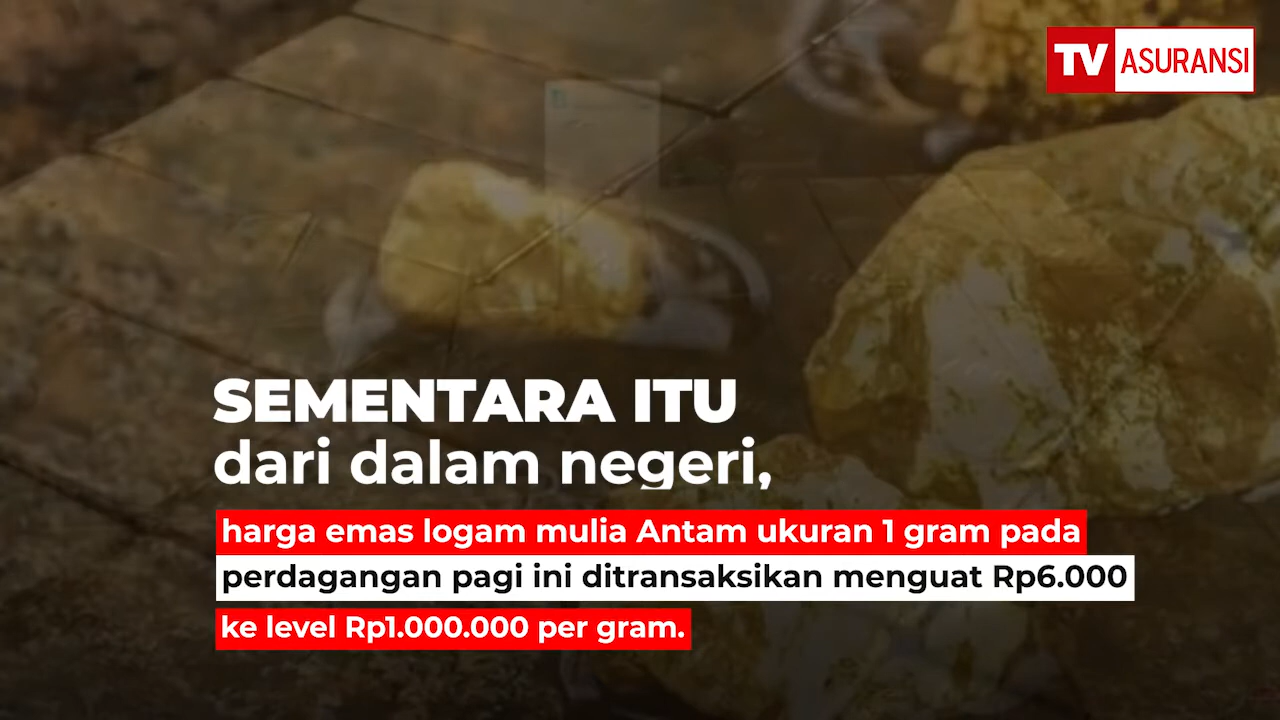 TV ASURANSI
SEMENTARA ITU
dari dalam negeri,
harga emas logam mulia Antam ukuran 1 gram pada
perdagangan pagi ini ditransaksikan menguat Rp6.000
ke level Rp1.000.000 per gram.